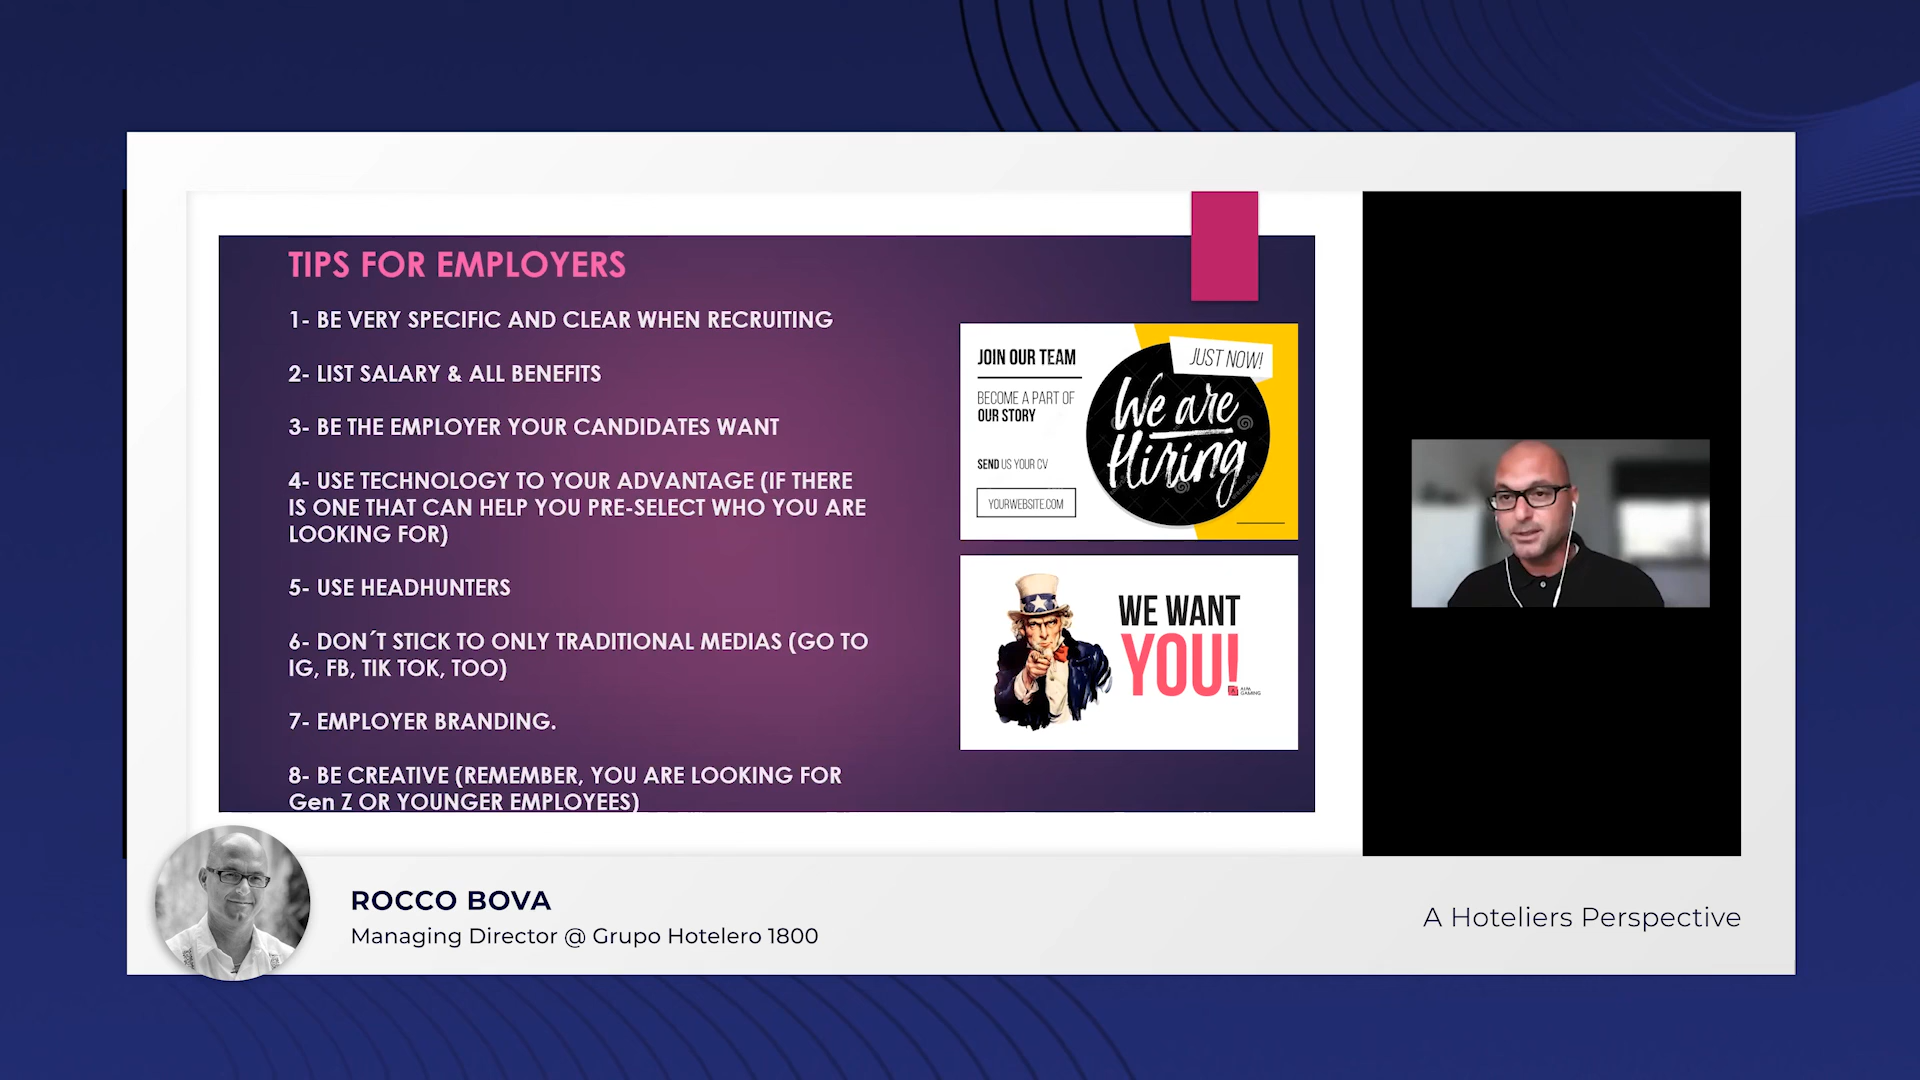 TIPS FOR EMPLOYERS
1- BE VERY SPECIFIC AND CLEAR WHEN RECRUITING
2- LIST SALARY & ALL BENEFITS
3- BE THE EMPLOYER YOUR CANDIDATES WANT
4- USE TECHNOLOGY TO YOUR ADVANTAGE (IF THERE
IS ONE THAT CAN HELP YOU PRE-SELECT WHO YOU ARE
LOOKING FOR)
5- USE HEADHUNTERS
6- DON´T STICK TO ONLY TRADITIONAL MEDIAS (GO TO
IG, FB, TIK TOK, TOO)
7- EMPLOYER BRANDING.
8- BE CREATIVE (REMEMBER, YOU ARE LOOKING FOR
Gen Z OR YOUNGER EMPLOYEES)
JOIN OUR TEAM
BECOME A PART OF
OUR STORY
SEND US YOUR CV
YOURWEBSITE.COM
JUST NOW!
We are
Hiring
WE WANT
YOU!
ROCCO BOVA
Managing Director @ Grupo Hotelero 1800
A Hoteliers Perspective